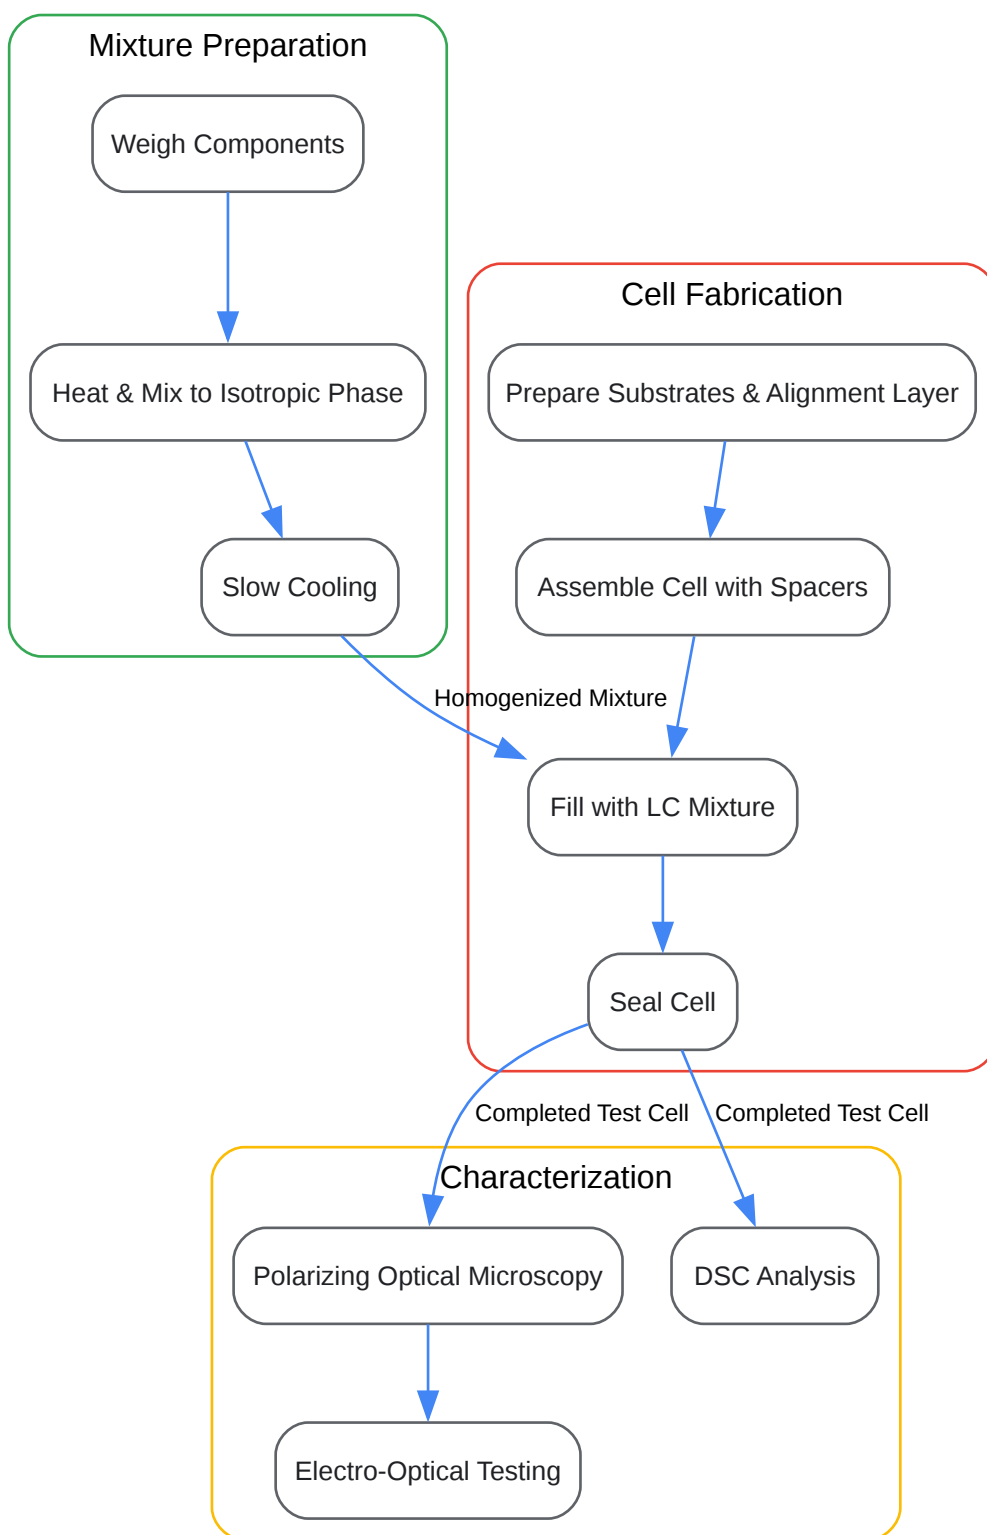 Mixture Preparation
Weigh Components
Heat & Mix to Isotropic Phase
Slow Cooling
Cell Fabrication
Prepare Substrates & Alignment Layer
Assemble Cell with Spacers
Homogenized Mixture
Fill with LC Mixture
Seal Cell
Completed Test Cell
Completed Test Cell
Characterization
Polarizing Optical Microscopy
DSC Analysis
Electro-Optical Testing